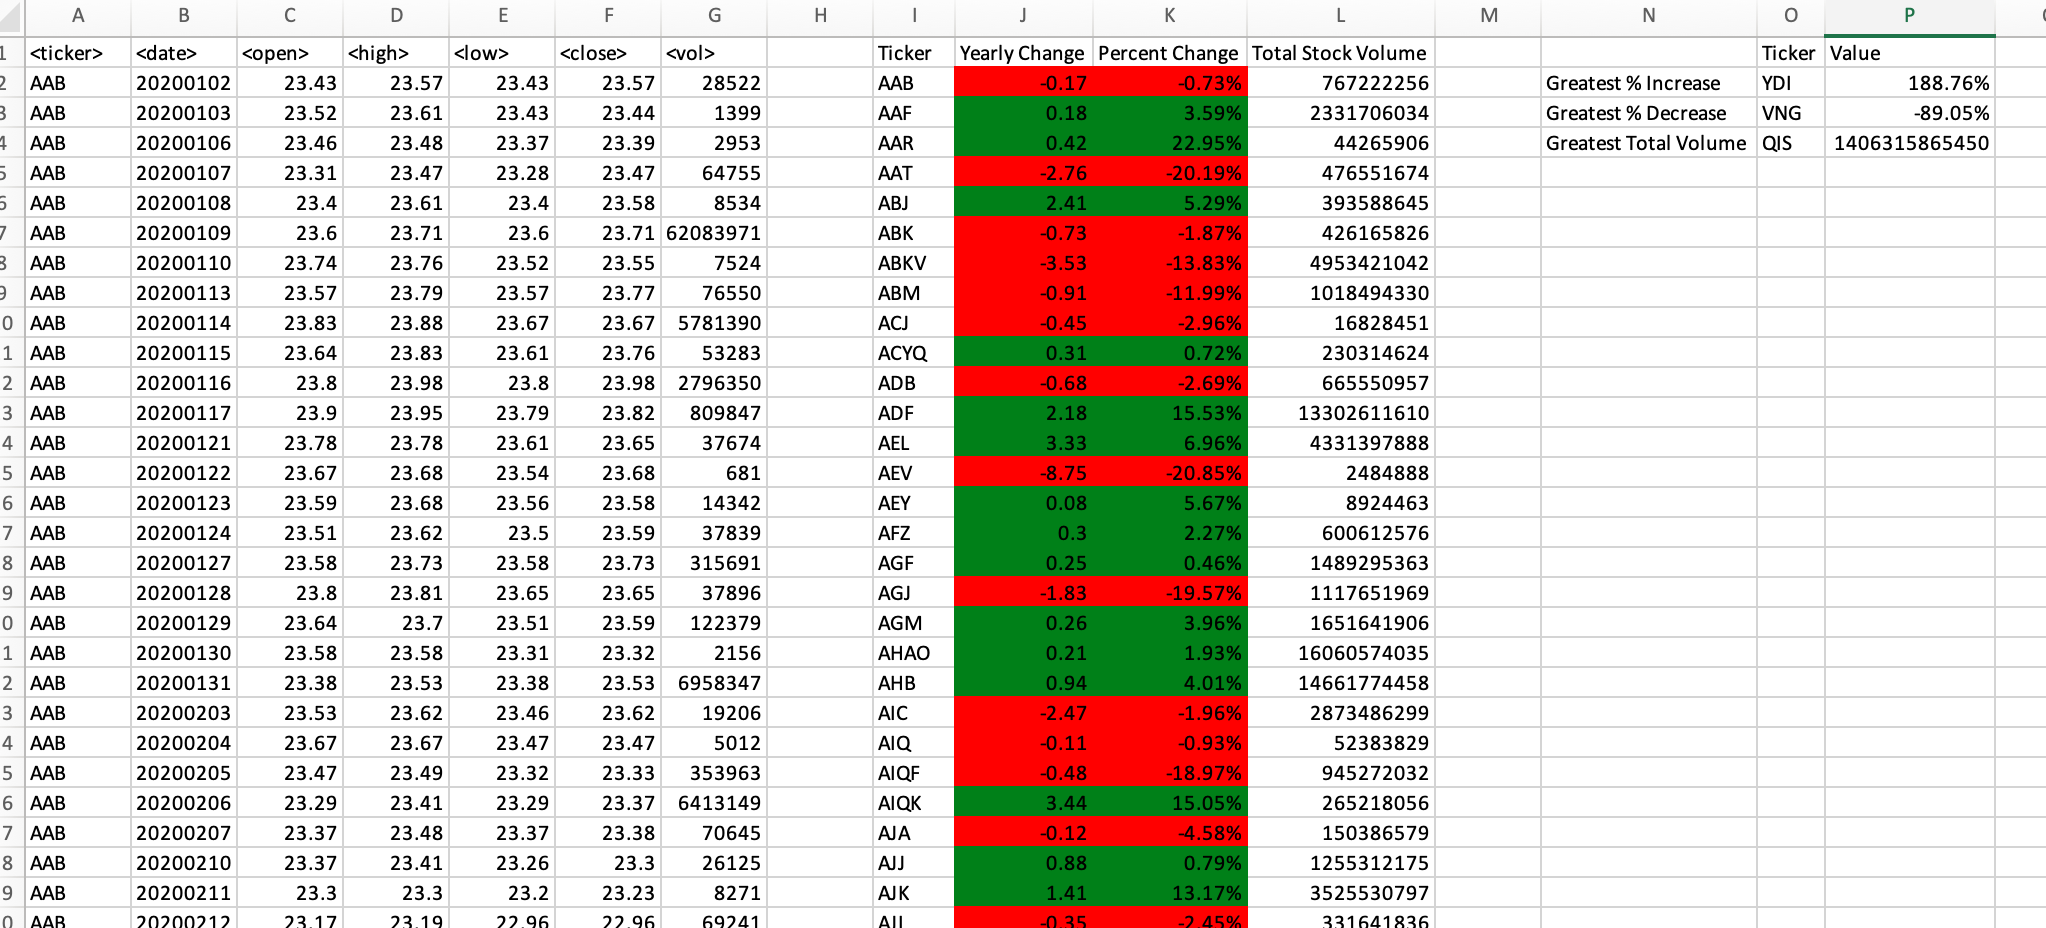 A B C D E F G H I J K L M N O P
1 <ticker> <date> <open> <high> <low> <close> <vol> Ticker Yearly Change Percent Change Total Stock Volume Ticker Value
2 AAB 20200102 23.43 23.57 23.43 23.57 28522 AAB -0.17 -0.73% 767222256 Greatest % Increase YDI 188.76%
3 AAB 20200103 23.52 23.61 23.43 23.44 1399 AAF 0.18 3.59% 2331706034 Greatest % Decrease VNG -89.05%
4 AAB 20200106 23.46 23.48 23.37 23.39 2953 AAR 0.42 22.95% 44265906 Greatest Total Volume QIS 1406315865450
5 AAB 20200107 23.31 23.47 23.28 23.47 64755 AAT -2.76 -20.19% 476551674
6 AAB 20200108 23.4 23.61 23.4 23.58 8534 ABJ 2.41 5.29% 393588645
7 AAB 20200109 23.6 23.71 23.6 23.71 62083971 ABK -0.73 -1.87% 426165826
8 AAB 20200110 23.74 23.76 23.52 23.55 7524 ABKV -3.53 -13.83% 4953421042
9 AAB 20200113 23.57 23.79 23.57 23.77 76550 ABM -0.91 -11.99% 1018494330
0 AAB 20200114 23.83 23.88 23.67 23.67 5781390 ACJ -0.45 -2.96% 16828451
1 AAB 20200115 23.64 23.83 23.61 23.76 53283 ACYQ 0.31 0.72% 230314624
2 AAB 20200116 23.8 23.98 23.8 23.98 2796350 ADB -0.68 -2.69% 665550957
3 AAB 20200117 23.9 23.95 23.79 23.82 809847 ADF 2.18 15.53% 13302611610
4 AAB 20200121 23.78 23.78 23.61 23.65 37674 AEL 3.33 6.96% 4331397888
5 AAB 20200122 23.67 23.68 23.54 23.68 681 AEV -8.75 -20.85% 2484888
6 AAB 20200123 23.59 23.68 23.56 23.58 14342 AEY 0.08 5.67% 8924463
7 AAB 20200124 23.51 23.62 23.5 23.59 37839 AFZ 0.3 2.27% 600612576
8 AAB 20200127 23.58 23.73 23.58 23.73 315691 AGF 0.25 0.46% 1489295363
9 AAB 20200128 23.8 23.81 23.65 23.65 37896 AGJ -1.83 -19.57% 1117651969
0 AAB 20200129 23.64 23.7 23.51 23.59 122379 AGM 0.26 3.96% 1651641906
1 AAB 20200130 23.58 23.58 23.31 23.32 2156 AHAO 0.21 1.93% 16060574035
2 AAB 20200131 23.38 23.53 23.38 23.53 6958347 AHB 0.94 4.01% 14661774458
3 AAB 20200203 23.53 23.62 23.46 23.62 19206 AIC -2.47 -1.96% 2873486299
4 AAB 20200204 23.67 23.67 23.47 23.47 5012 AIQ -0.11 -0.93% 52383829
5 AAB 20200205 23.47 23.49 23.32 23.33 353963 AIQF -0.48 -18.97% 945272032
6 AAB 20200206 23.29 23.41 23.29 23.37 6413149 AIQK 3.44 15.05% 265218056
7 AAB 20200207 23.37 23.48 23.37 23.38 70645 AJA -0.12 -4.58% 150386579
8 AAB 20200210 23.37 23.41 23.26 23.3 26125 AJJ 0.88 0.79% 1255312175
9 AAB 20200211 23.3 23.3 23.2 23.23 8271 AJK 1.41 13.17% 3525530797
0 AAB 20200212 23.17 23.19 22.96 22.96 69241 -0.35 -2.45% 331641836